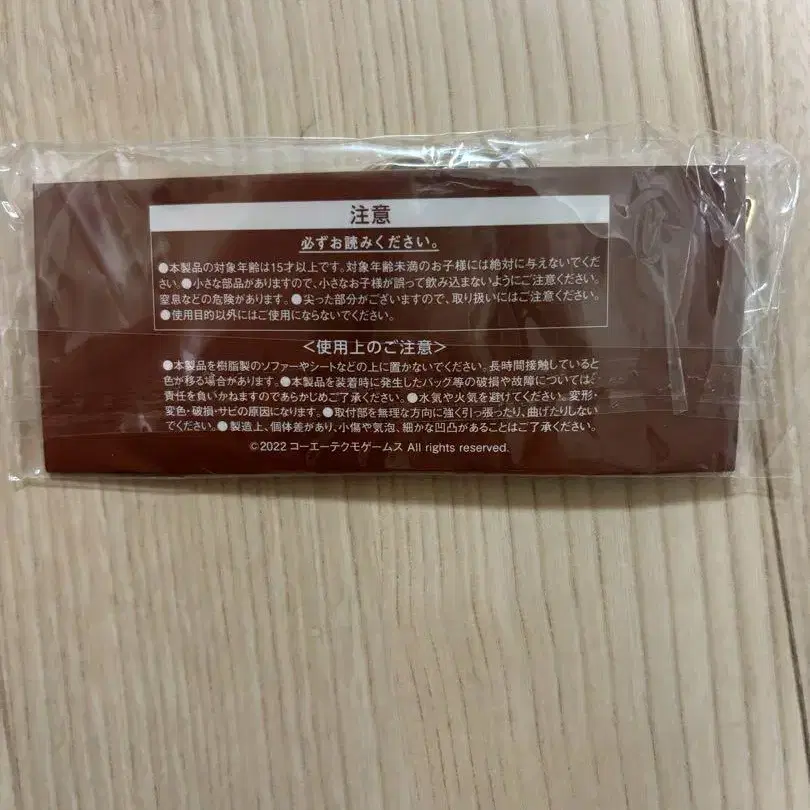 注意
必ずお読みください。
●本製品の対象年齢は15才以上です。対象年齢未満のお子様には絶対に与えないでくだ
さい。●小さな部品がありますので、小さなお子様が誤って飲み込まないようにご注意ください。
窒息などの危険があります。●尖った部分がございますので、取り扱いにはご注意ください。
●使用目的以外にはご使用にならないでください。
<使用上のご注意>
●本製品を樹脂製のソファーやシートなどの上に置かないでください。長時間接触していると
色が移る場合があります。●本製品を装着時に発生したバッグ等の破損や故障については、
責任を負いかねますのであらかじめご了承ください。●水気や火気を避けてください。変形・
変色・破損・サビの原因になります。●取付部を無理な方向に強く引っ張ったり、曲げたりしない
でください。●製造上、個体差があり、小傷や気泡、細かな凹凸があることはご了承ください。
©2022 コーエーテクモゲームス All rights reserved.